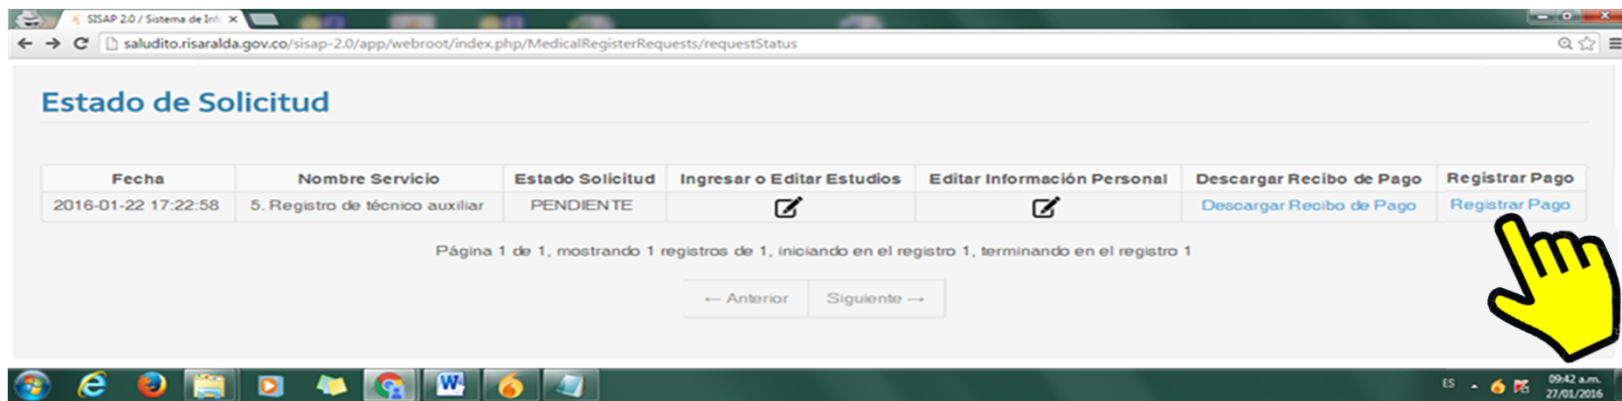 SISAP 2.0 / Sistema de Inf
saludito.risaralda.gov.co/sisap-2.0/app/webroot/index.php/MedicalRegisterRequests/requestStatus
Estado de Solicitud
Fecha Nombre Servicio Estado Solicitud Ingresar o Editar Estudios Editar Información Personal Descargar Recibo de Pago Registrar Pago
2016-01-22 17:22:58 5. Registro de técnico auxiliar PENDIENTE Descargar Recibo de Pago Registrar Pago
Página 1 de 1, mostrando 1 registros de 1, iniciando en el registro 1, terminando en el registro 1
← Anterior Siguiente →
ES 09:42 a.m.
27/01/2016